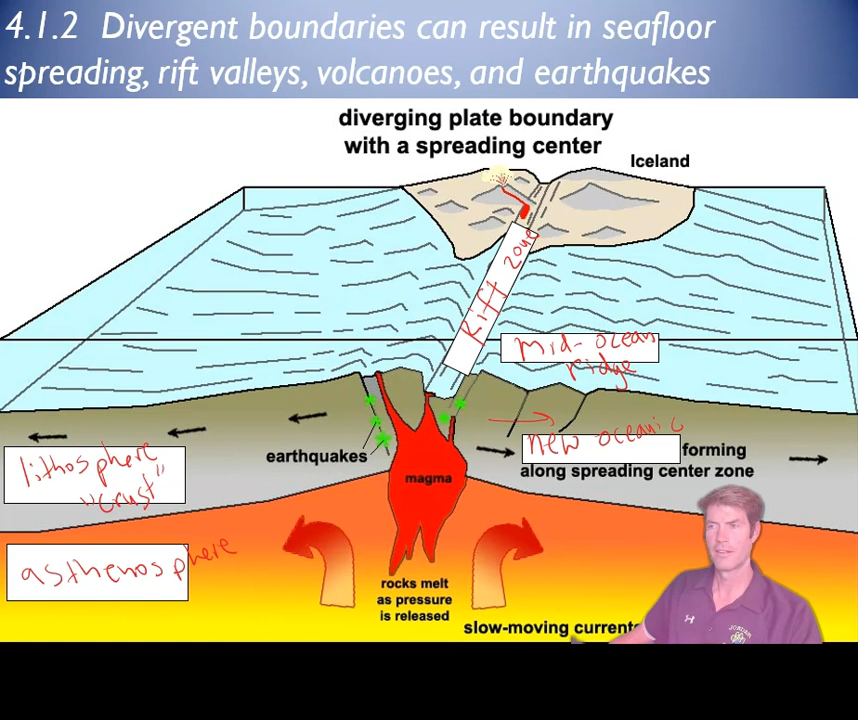 4.1.2 Divergent boundaries can result in seafloor
spreading, rift valleys, volcanoes, and earthquakes
diverging plate boundary
with a spreading center
Iceland
Rift zone
mid-ocean
ridge
earthquakes
new oceanic
forming
along spreading center zone
lithosphere
"crust"
magma
asthenosphere
rocks melt
as pressure
is released
slow-moving currents
JORDAN